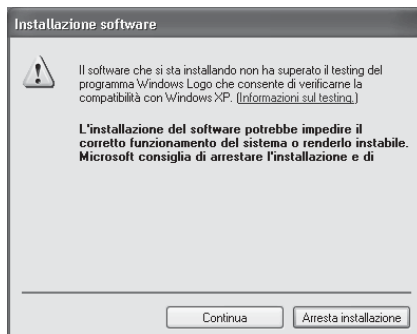 Installazione software
Il software che si sta installando non ha superato il testing del
programma Windows Logo che consente di verificarne la
compatibilità con Windows XP. (Informazioni sul testing.)
L'installazione del software potrebbe impedire il
corretto funzionamento del sistema o renderlo instabile.
Microsoft consiglia di arrestare l'installazione e di
Continua
Arresta installazione